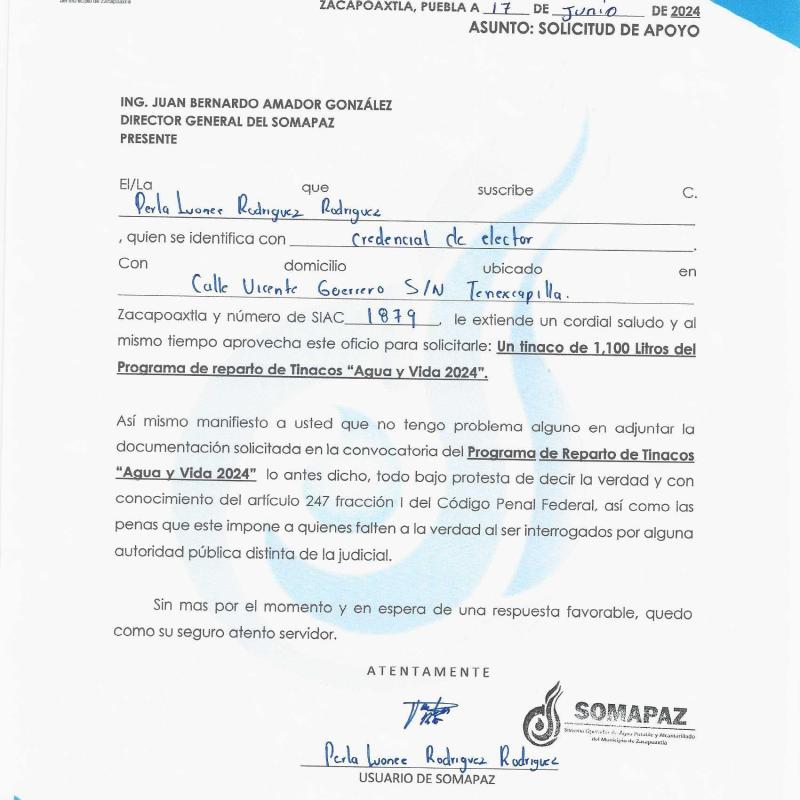 del Municipio de Zacapoaxtla
ZACAPOAXTLA, PUEBLA A 17 DE Junio DE 2024
ASUNTO: SOLICITUD DE APOYO
ING. JUAN BERNARDO AMADOR GONZÁLEZ
DIRECTOR GENERAL DEL SOMAPAZ
PRESENTE
El/La que suscribe C.
Perla Ivonee Rodriguez Rodriguez
, quien se identifica con credencial de elector .
Con domicilio ubicado en
Calle Vicente Guerrero S/N Tenexcapilla.
Zacapoaxtla y número de SIAC 1879 , le extiende un cordial saludo y al
mismo tiempo aprovecha este oficio para solicitarle: Un tinaco de 1,100 Litros del
Programa de reparto de Tinacos “Agua y Vida 2024”.
Así mismo manifiesto a usted que no tengo problema alguno en adjuntar la
documentación solicitada en la convocatoria del Programa de Reparto de Tinacos
“Agua y Vida 2024” lo antes dicho, todo bajo protesta de decir la verdad y con
conocimiento del artículo 247 fracción I del Código Penal Federal, así como las
penas que este impone a quienes falten a la verdad al ser interrogados por alguna
autoridad pública distinta de la judicial.
Sin mas por el momento y en espera de una respuesta favorable, quedo
como su seguro atento servidor.
ATENTAMENTE
SOMAPAZ
Sistema Operador de Agua Potable y Alcantarillado
del Municipio de Zacapoaxtla
Perla Ivonee Rodriguez Rodriguez
USUARIO DE SOMAPAZ